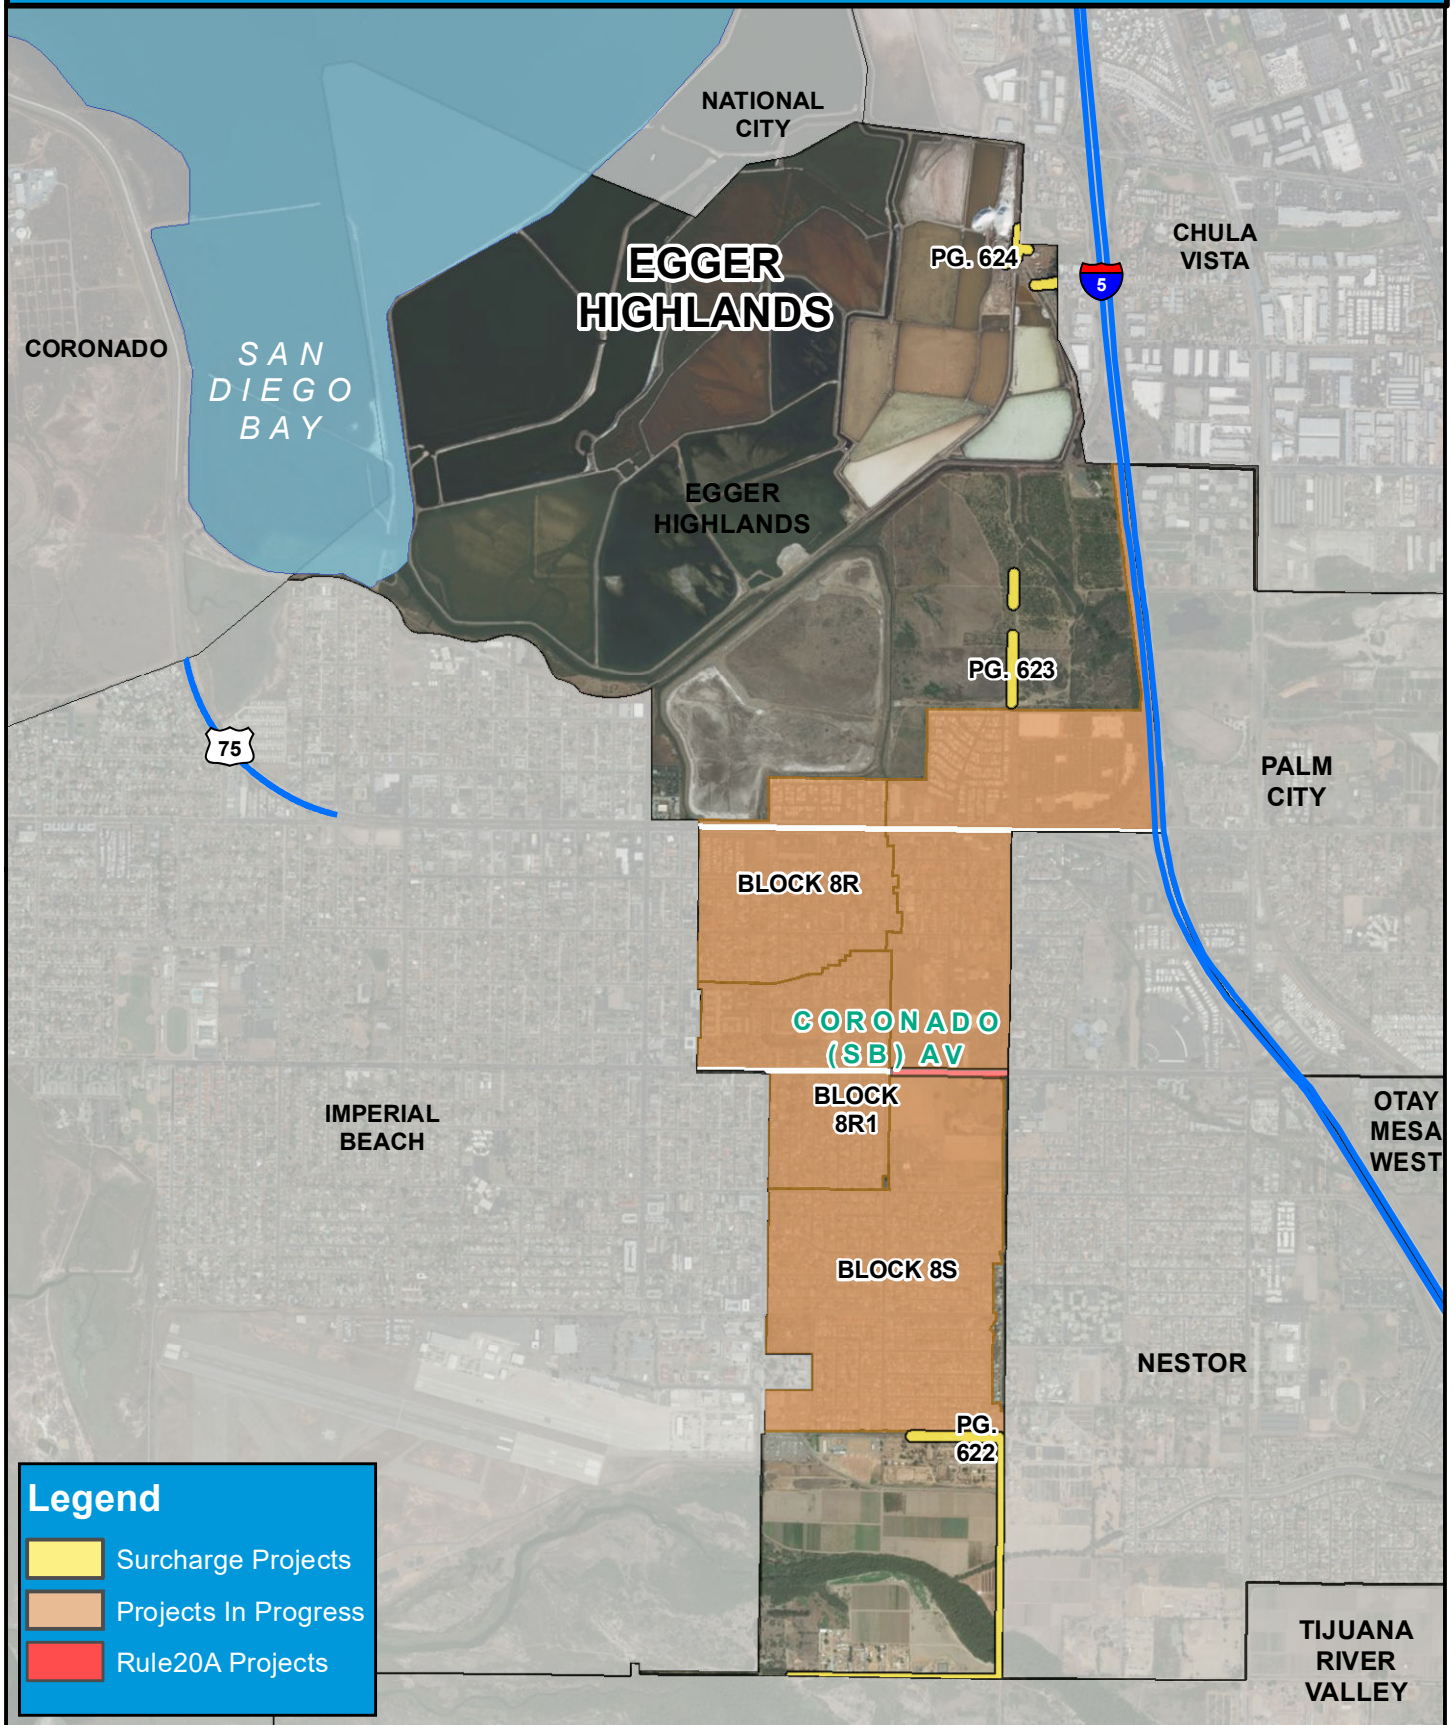 NATIONAL
CITY
CHULA
VISTA
EGGER
HIGHLANDS
PG. 624
5
CORONADO
SAN
DIEGO
BAY
EGGER
HIGHLANDS
PG. 623
75
PALM
CITY
BLOCK 8R
CORONADO
(SB) AV
BLOCK
8R1
IMPERIAL
BEACH
OTAY
MESA
WEST
BLOCK 8S
NESTOR
PG.
622
Legend
Surcharge Projects
Projects In Progress
Rule20A Projects
TIJUANA
RIVER
VALLEY